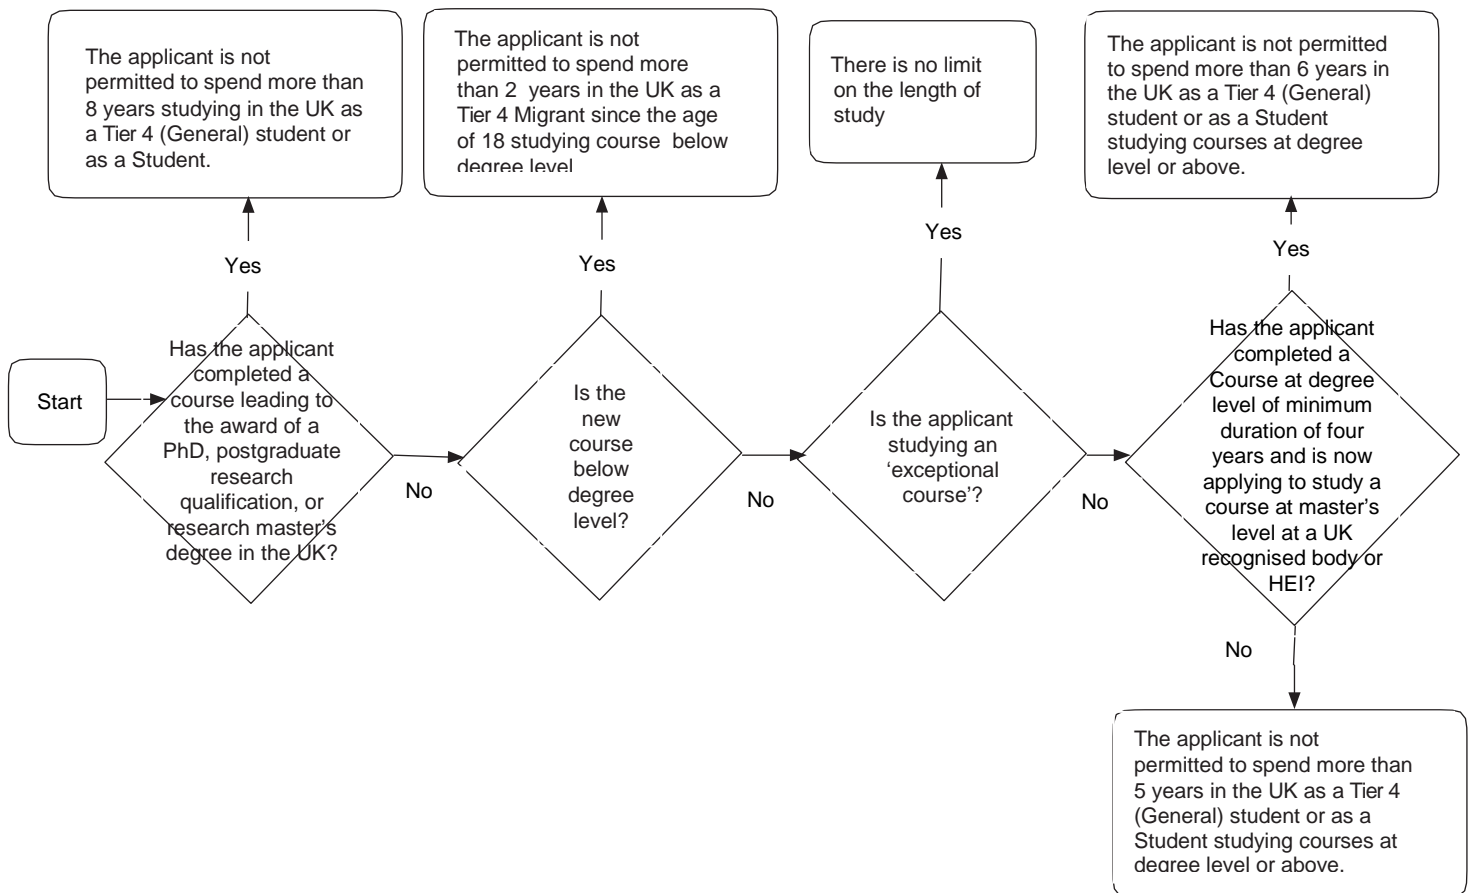 The applicant is not
permitted to spend more than
8 years studying in the UK as
a Tier 4 (General) student or
as a Student.
The applicant is not
permitted to spend more
than 2 years in the UK as a
Tier 4 Migrant since the age
of 18 studying course below
degree level
There is no limit
on the length of
study
The applicant is not permitted
to spend more than 6 years in
the UK as a Tier 4 (General)
student or as a Student
studying courses at degree
level or above.
Yes
Yes
Yes
Yes
Start
Has the applicant
completed a
course leading to
the award of a
PhD, postgraduate
research
qualification, or
research master's
degree in the UK?
No
Is the
new
course
below
degree
level?
No
Is the applicant
studying an
‘exceptional
course’?
No
Has the applicant
completed a
Course at degree
level of minimum
duration of four
years and is now
applying to study a
course at master's
level at a UK
recognised body or
HEI?
No
The applicant is not
permitted to spend more than
5 years in the UK as a Tier 4
(General) student or as a
Student studying courses at
degree level or above.